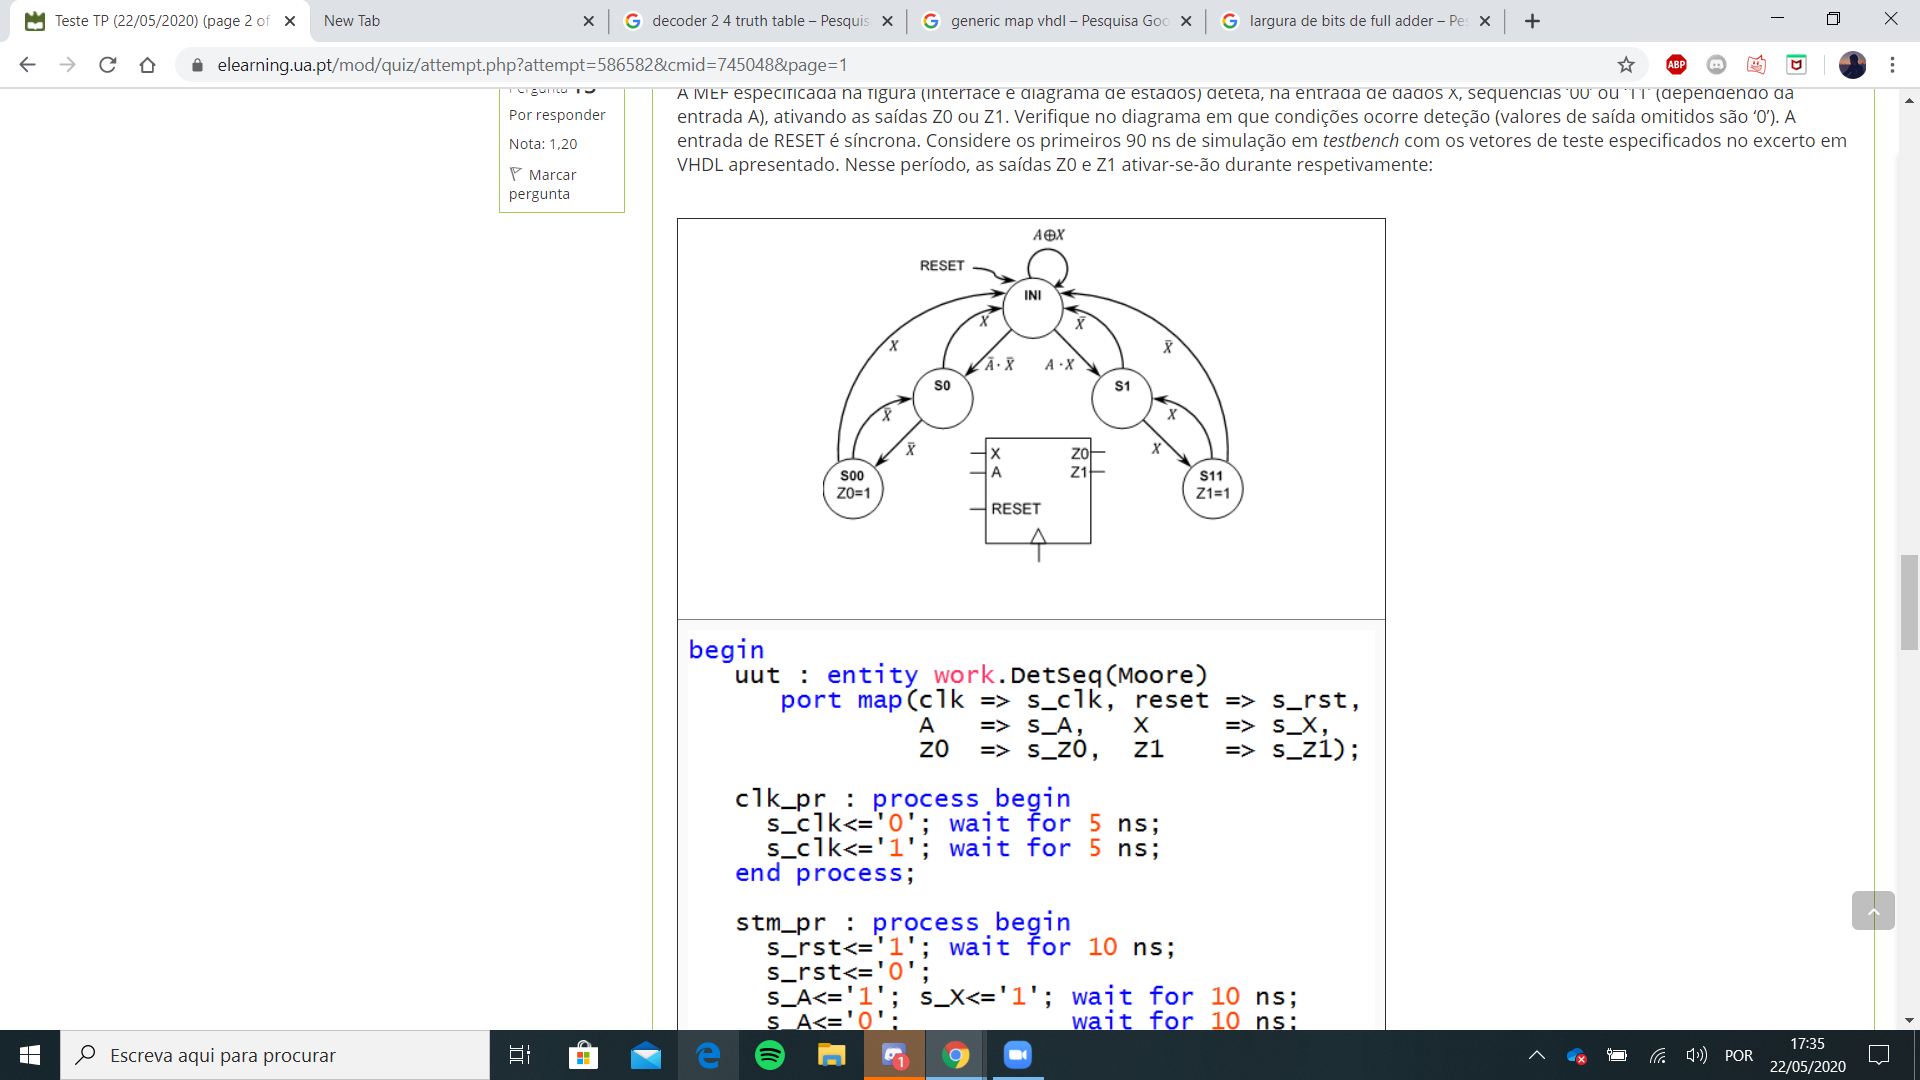 Teste TP (22/05/2020) (page 2 of
New Tab
decoder 2 4 truth table – Pesquis
generic map vhdl – Pesquisa Goo
largura de bits de full adder – Pes
elearning.ua.pt/mod/quiz/attempt.php?attempt=586582&cmid=745048&page=1
ABP
Pergunta 15
Por responder
Nota: 1,20
Marcar
pergunta
A MEF especificada na figura (interface e diagrama de estados) deteta, na entrada de dados X, sequências '00' ou '11' (dependendo da
entrada A), ativando as saídas Z0 ou Z1. Verifique no diagrama em que condições ocorre deteção (valores de saída omitidos são '0'). A
entrada de RESET é síncrona. Considere os primeiros 90 ns de simulação em testbench com os vetores de teste especificados no excerto em
VHDL apresentado. Nesse período, as saídas Z0 e Z1 ativar-se-ão durante respetivamente:
A⊕X
RESET
INI
X X̄
X X̄
Ā · X̄ A · X
S0 S1
X̄ X
X̄ X
S00
Z0=1
S11
Z1=1
X Z0
A Z1
RESET
begin
uut : entity work.DetSeq(Moore)
port map(clk => s_clk, reset => s_rst,
A => s_A, X => s_X,
Z0 => s_Z0, Z1 => s_Z1);
clk_pr : process begin
s_clk<='0'; wait for 5 ns;
s_clk<='1'; wait for 5 ns;
end process;
stm_pr : process begin
s_rst<='1'; wait for 10 ns;
s_rst<='0';
s_A<='1'; s_X<='1'; wait for 10 ns;
s_A<='0'; wait for 10 ns;
Escreva aqui para procurar
1
POR
17:35
22/05/2020